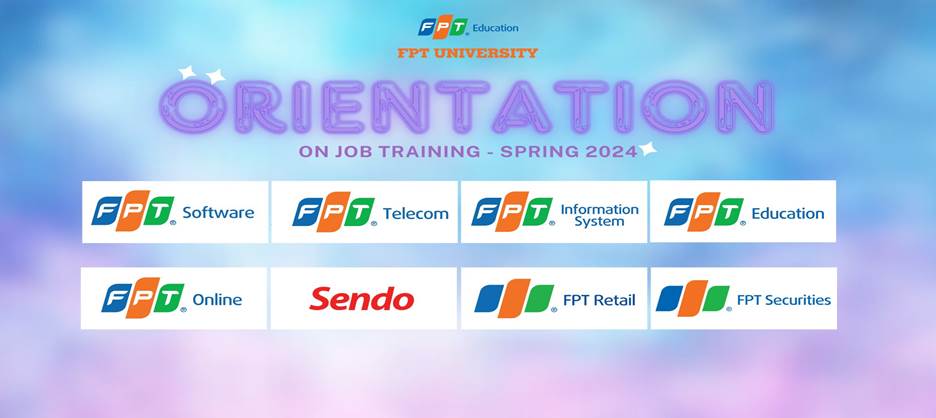 FPT® Education
FPT UNIVERSITY
ORIENTATION
ON JOB TRAINING - SPRING 2024
FPT® Software
FPT® Telecom
FPT® Information
System
FPT® Education
FPT® Online
Sendo
® FPT Retail
® FPT Securities